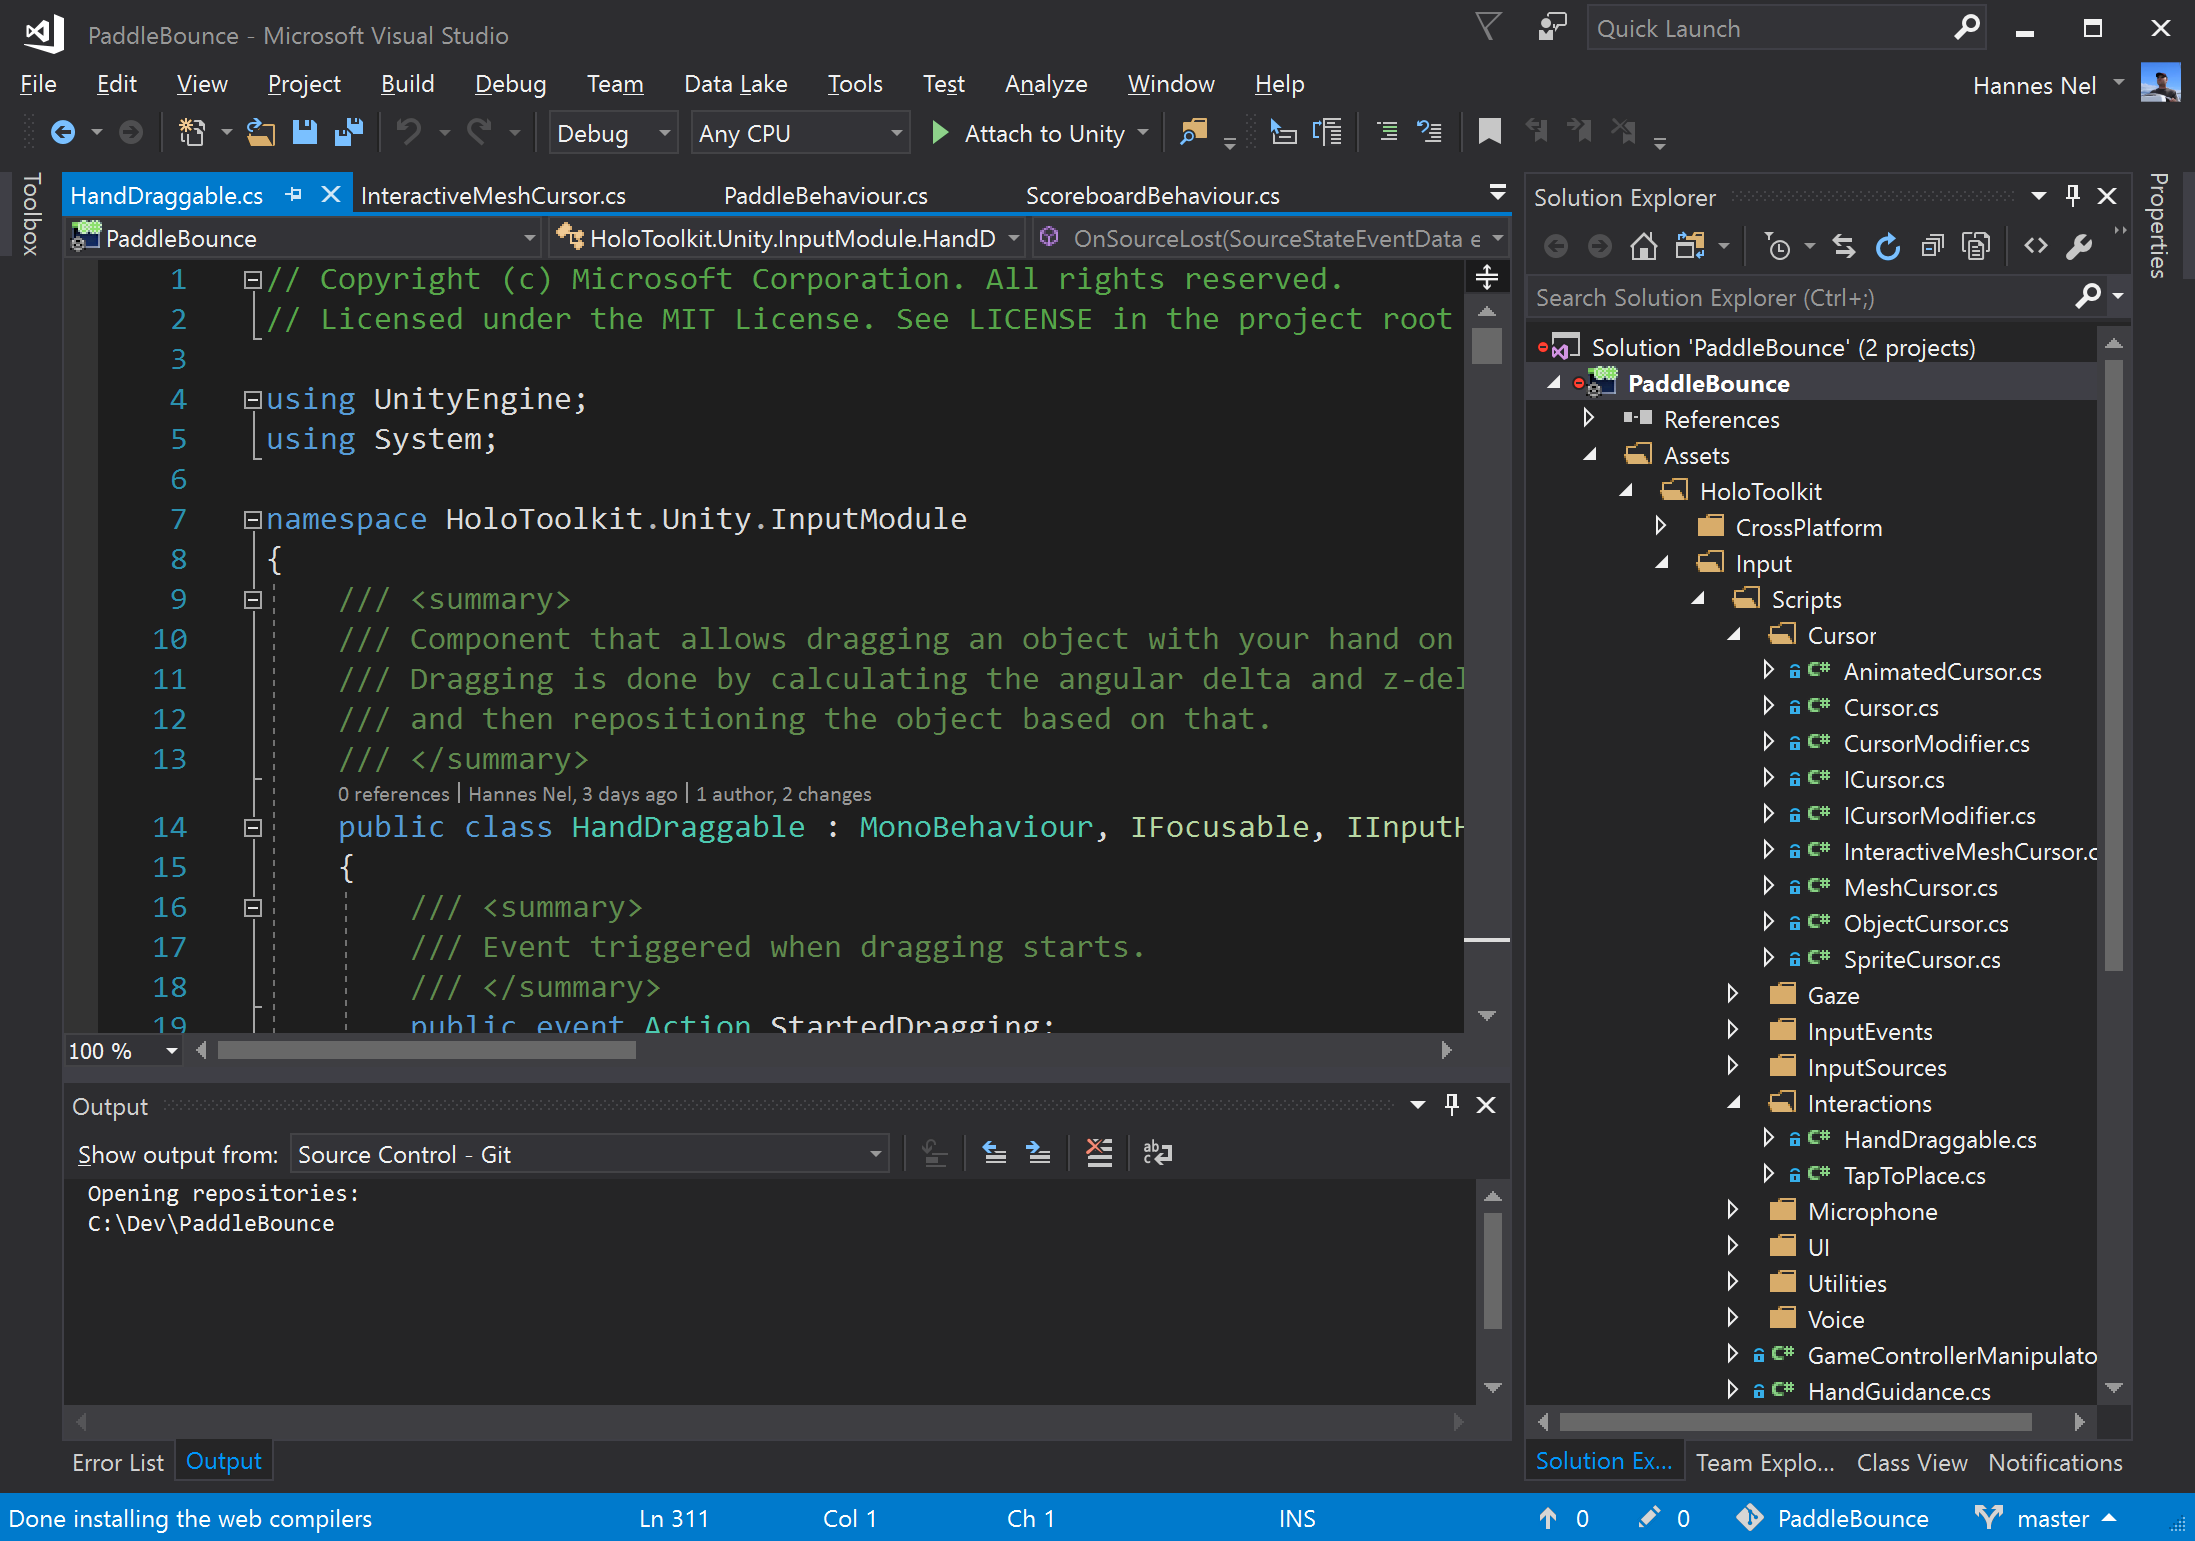 PaddleBounce - Microsoft Visual Studio
Quick Launch
File Edit View Project Build Debug Team Data Lake Tools Test Analyze Window Help
Hannes Nel
Debug Any CPU Attach to Unity
Toolbox
HandDraggable.cs InteractiveMeshCursor.cs PaddleBehaviour.cs ScoreboardBehaviour.cs
PaddleBounce HoloToolkit.Unity.InputModule.HandD OnSourceLost(SourceStateEventData e
1 // Copyright (c) Microsoft Corporation. All rights reserved.
2 // Licensed under the MIT License. See LICENSE in the project root
3
4 using UnityEngine;
5 using System;
6
7 namespace HoloToolkit.Unity.InputModule
8 {
9 /// <summary>
10 /// Component that allows dragging an object with your hand on
11 /// Dragging is done by calculating the angular delta and z-del
12 /// and then repositioning the object based on that.
13 /// </summary>
0 references | Hannes Nel, 3 days ago | 1 author, 2 changes
14 public class HandDraggable : MonoBehaviour, IFocusable, IInputH
15 {
16 /// <summary>
17 /// Event triggered when dragging starts.
18 /// </summary>
19 public event Action StartedDragging;
100 %
Output
Show output from: Source Control - Git
Opening repositories:
C:\Dev\PaddleBounce
Error List Output
Solution Explorer
Properties
Search Solution Explorer (Ctrl+;)
Solution 'PaddleBounce' (2 projects)
PaddleBounce
References
Assets
HoloToolkit
CrossPlatform
Input
Scripts
Cursor
C# AnimatedCursor.cs
C# Cursor.cs
C# CursorModifier.cs
C# ICursor.cs
C# ICursorModifier.cs
C# InteractiveMeshCursor.c
C# MeshCursor.cs
C# ObjectCursor.cs
C# SpriteCursor.cs
Gaze
InputEvents
InputSources
Interactions
C# HandDraggable.cs
C# TapToPlace.cs
Microphone
UI
Utilities
Voice
C# GameControllerManipulato
C# HandGuidance.cs
Solution Ex... Team Explo... Class View Notifications
Done installing the web compilers Ln 311 Col 1 Ch 1 INS 0 0 PaddleBounce master